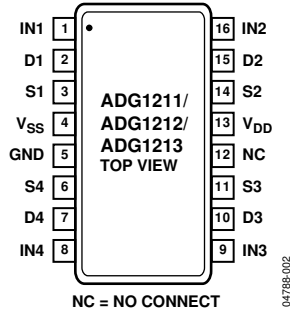 IN1 1 16 IN2
D1 2 15 D2
S1 3 14 S2
VSS 4 13 VDD
GND 5 12 NC
S4 6 11 S3
D4 7 10 D3
IN4 8 9 IN3
ADG1211/
ADG1212/
ADG1213
TOP VIEW
NC = NO CONNECT
04788-002